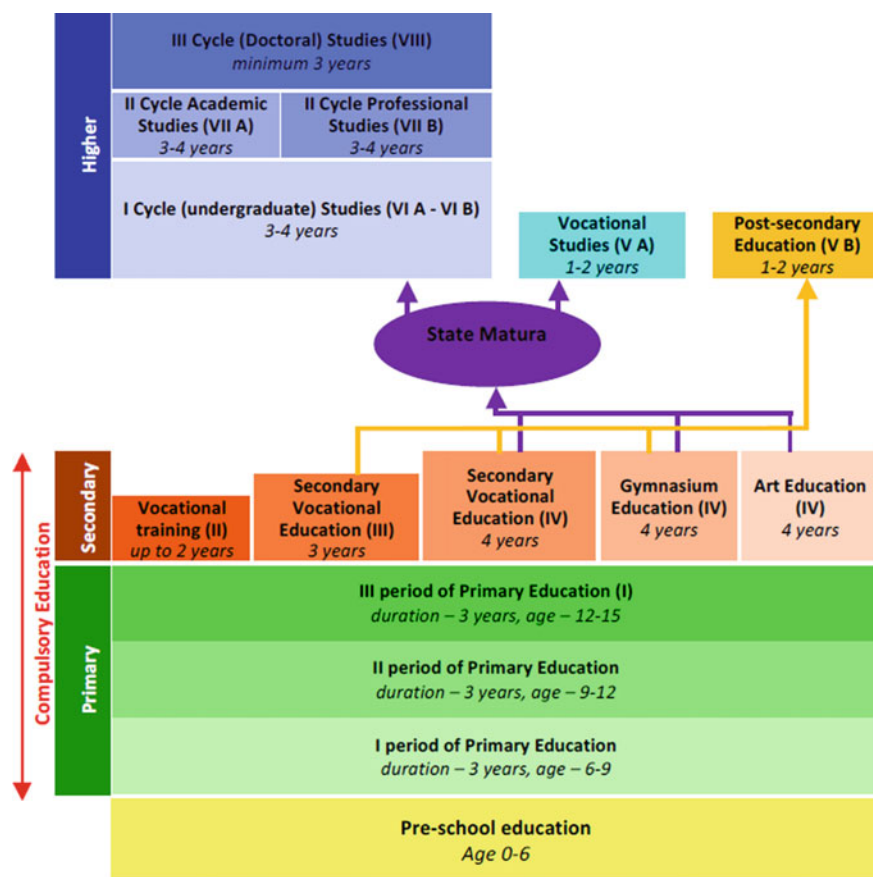 Higher
III Cycle (Doctoral) Studies (VIII)
minimum 3 years
II Cycle Academic
Studies (VII A)
3-4 years
II Cycle Professional
Studies (VII B)
3-4 years
I Cycle (undergraduate) Studies (VI A - VI B)
3-4 years
Vocational
Studies (V A)
1-2 years
Post-secondary
Education (V B)
1-2 years
State Matura
Compulsory Education
Secondary
Vocational
training (II)
up to 2 years
Secondary
Vocational
Education (III)
3 years
Secondary
Vocational
Education (IV)
4 years
Gymnasium
Education (IV)
4 years
Art Education
(IV)
4 years
Primary
III period of Primary Education (I)
duration – 3 years, age – 12-15
II period of Primary Education
duration – 3 years, age – 9-12
I period of Primary Education
duration – 3 years, age – 6-9
Pre-school education
Age 0-6